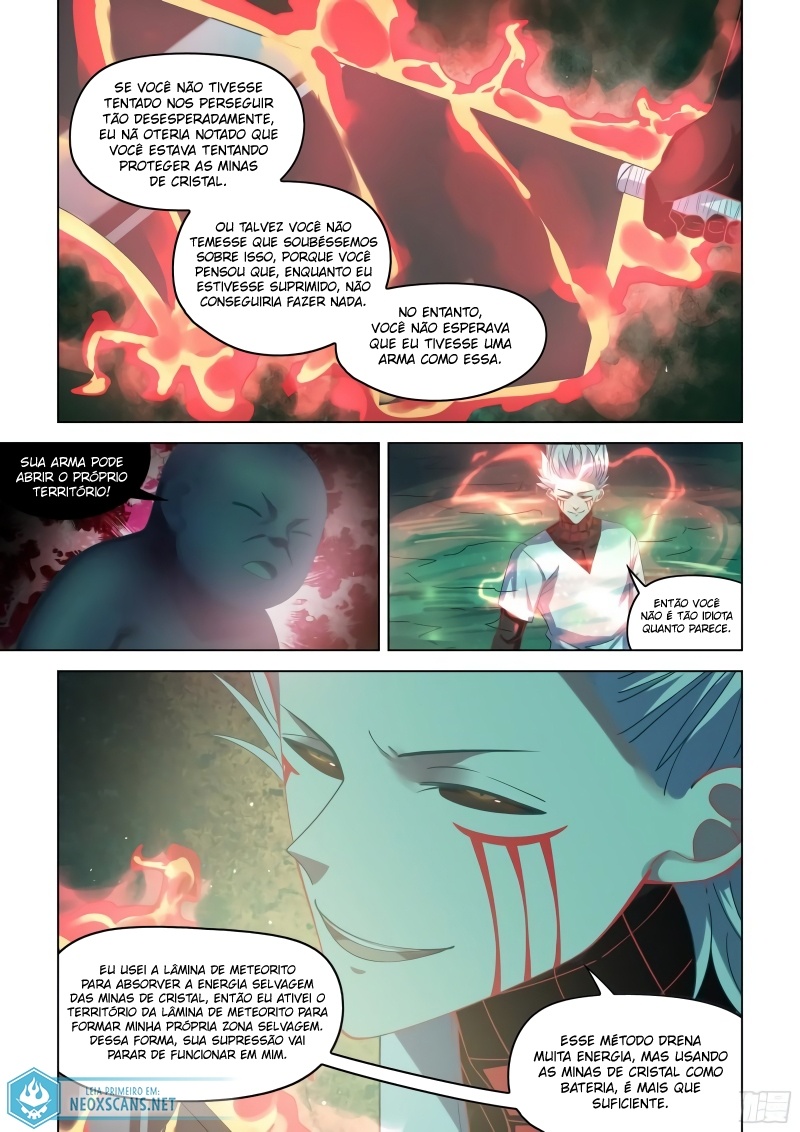 SE VOCÊ NÃO TIVESSE
TENTADO NOS PERSEGUIR
TÃO DESESPERADAMENTE,
EU NÃ OTERIA NOTADO QUE
VOCÊ ESTAVA TENTANDO
PROTEGER AS MINAS
DE CRISTAL.
OU TALVEZ VOCÊ NÃO
TEMESSE QUE SOUBÉSSEMOS
SOBRE ISSO, PORQUE VOCÊ
PENSOU QUE, ENQUANTO EU
ESTIVESSE SUPRIMIDO, NÃO
CONSEGUIRIA FAZER NADA.
NO ENTANTO,
VOCÊ NÃO ESPERAVA
QUE EU TIVESSE UMA
ARMA COMO ESSA.
SUA ARMA PODE
ABRIR O PRÓPRIO
TERRITÓRIO!
ENTÃO VOCÊ
NÃO É TÃO IDIOTA
QUANTO PARECE.
EU USEI A LÂMINA DE METEORITO
PARA ABSORVER A ENERGIA SELVAGEM
DAS MINAS DE CRISTAL, ENTÃO EU ATIVEI O
TERRITÓRIO DA LÂMINA DE METEORITO PARA
FORMAR MINHA PRÓPRIA ZONA SELVAGEM.
DESSA FORMA, SUA SUPRESSÃO VAI
PARAR DE FUNCIONAR EM MIM.
ESSE MÉTODO DRENA
MUITA ENERGIA, MAS USANDO
AS MINAS DE CRISTAL COMO
BATERIA, É MAIS QUE
SUFICIENTE.
LEIA PRIMEIRO EM:
NEOXSCANS.NET